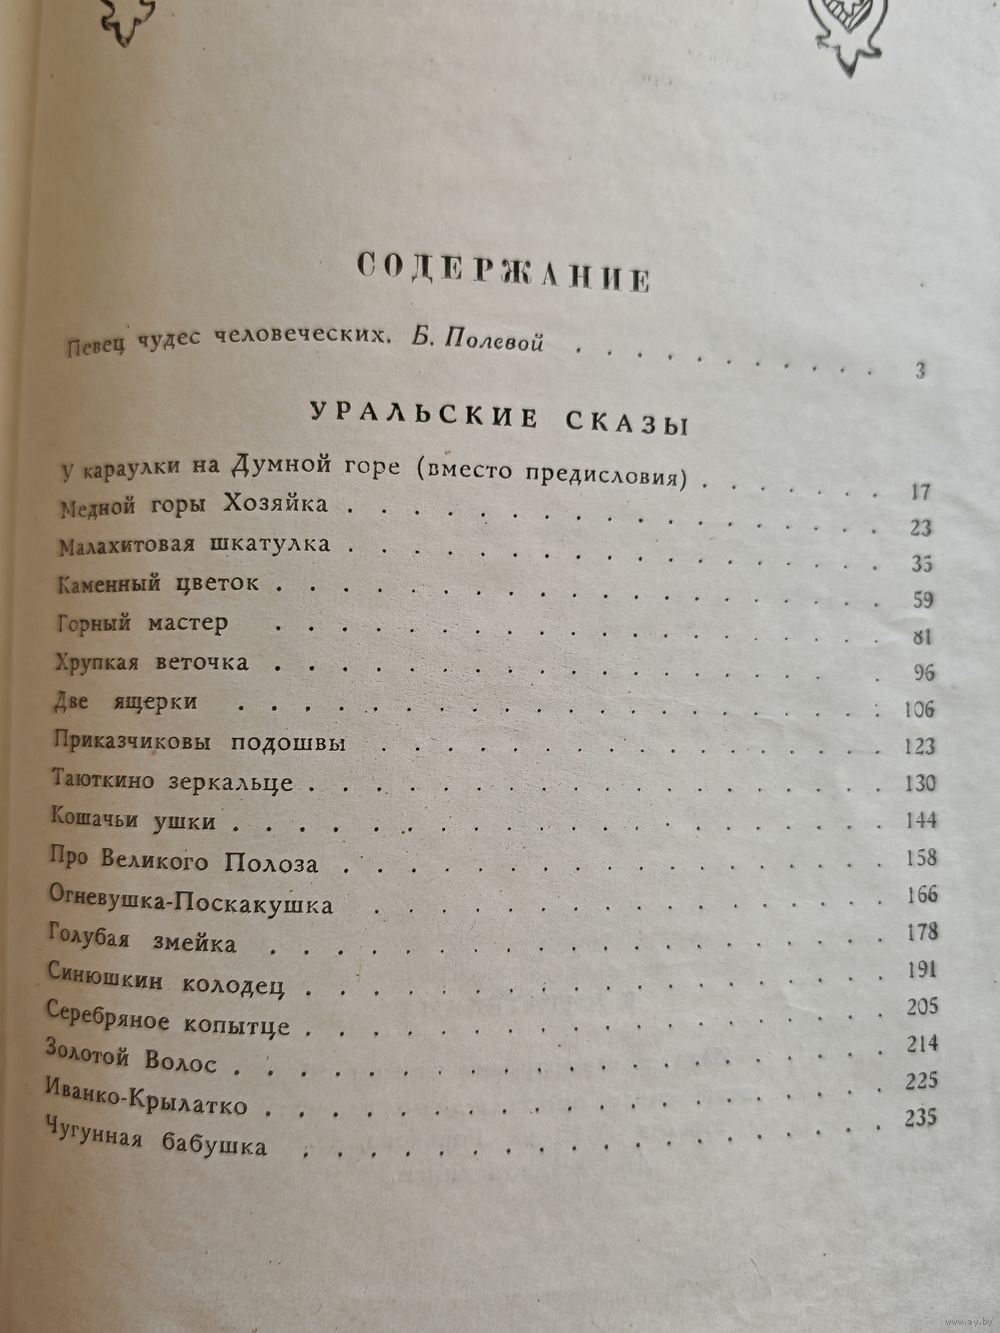 СОДЕРЖАНИЕ
Певец чудес человеческих. Б. Полевой . . . . . . . . . . 3
УРАЛЬСКИЕ СКАЗЫ
У караулки на Думной горе (вместо предисловия) . . . . . . . 17
Медной горы Хозяйка . . . . . . . . . . 23
Малахитовая шкатулка . . . . . . . . . . 35
Каменный цветок . . . . . . . . . . 59
Горный мастер . . . . . . . . . . 81
Хрупкая веточка . . . . . . . . . . 96
Две ящерки . . . . . . . . . . 106
Приказчиковы подошвы . . . . . . . . . . 123
Таюткино зеркальце . . . . . . . . . . 130
Кошачьи ушки . . . . . . . . . . 144
Про Великого Полоза . . . . . . . . . . 158
Огневушка-Поскакушка . . . . . . . . . . 166
Голубая змейка . . . . . . . . . . 178
Синюшкин колодец . . . . . . . . . . 191
Серебряное копытце . . . . . . . . . . 205
Золотой Волос . . . . . . . . . . 214
Иванко-Крылатко . . . . . . . . . . 225
Чугунная бабушка . . . . . . . . . . 235
www.ay.by